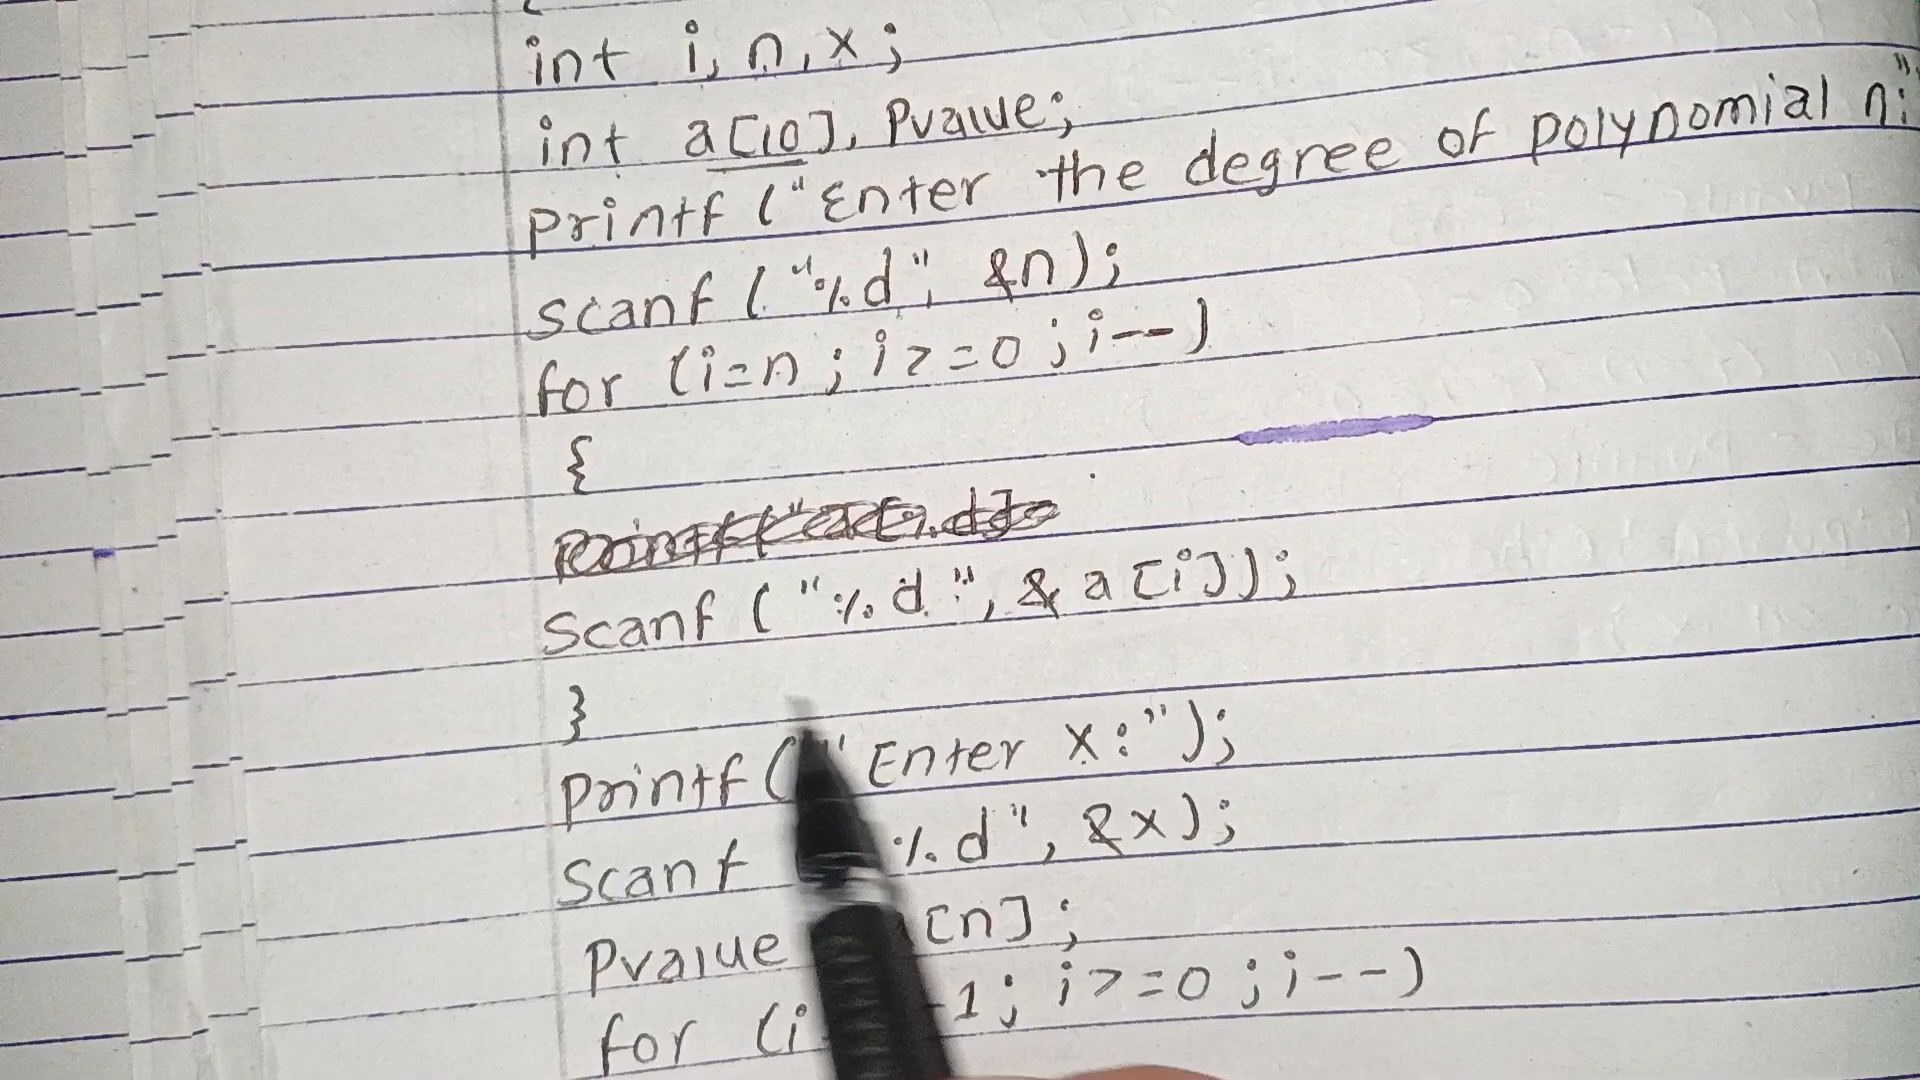 {
int i, n, x;
int a[10], Pvalue;
printf ("Enter the degree of polynomial n:"
scanf ("%d", &n);
for (i=n; i>=0; i--)
{
Scanf ("%d", &a[i]);
}
printf ("Enter x:");
Scanf %d", &x);
Pvalue [n];
for (i -1; i>=0; i--)